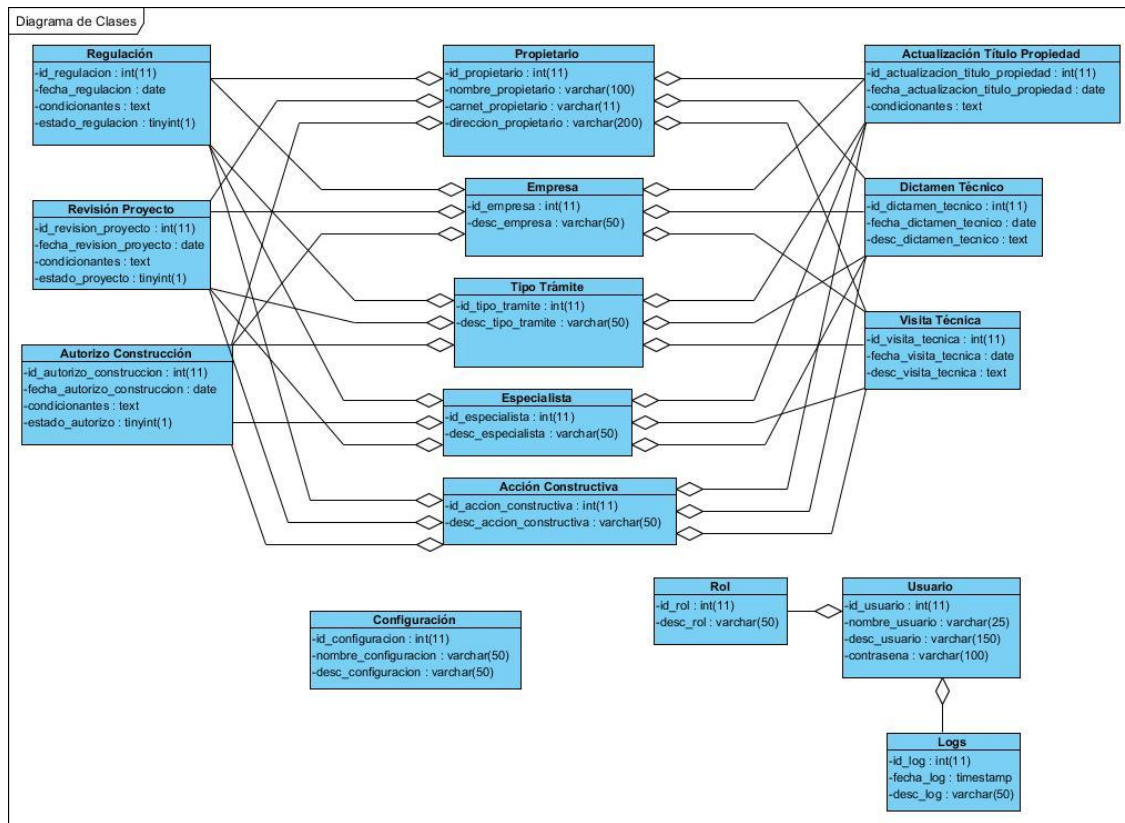 Diagrama de Clases
Regulación
-id_regulacion : int(11)
-fecha_regulacion : date
-condicionantes : text
-estado_regulacion : tinyint(1)
Propietario
-id_propietario : int(11)
-nombre_propietario : varchar(100)
-carnet_propietario : varchar(11)
-direccion_propietario : varchar(200)
Actualización Título Propiedad
-id_actualizacion_titulo_propiedad : int(11)
-fecha_actualizacion_titulo_propiedad : date
-condicionantes : text
Revisión Proyecto
-id_revision_proyecto : int(11)
-fecha_revision_proyecto : date
-condicionantes : text
-estado_proyecto : tinyint(1)
Empresa
-id_empresa : int(11)
-desc_empresa : varchar(50)
Dictamen Técnico
-id_dictamen_tecnico : int(11)
-fecha_dictamen_tecnico : date
-desc_dictamen_tecnico : text
Tipo Trámite
-id_tipo_tramite : int(11)
-desc_tipo_tramite : varchar(50)
Autorizo Construcción
-id_autorizo_construccion : int(11)
-fecha_autorizo_construccion : date
-condicionantes : text
-estado_autorizo : tinyint(1)
Visita Técnica
-id_visita_tecnica : int(11)
-fecha_visita_tecnica : date
-desc_visita_tecnica : text
Especialista
-id_especialista : int(11)
-desc_especialista : varchar(50)
Acción Constructiva
-id_accion_constructiva : int(11)
-desc_accion_constructiva : varchar(50)
Rol
-id_rol : int(11)
-desc_rol : varchar(50)
Usuario
-id_usuario : int(11)
-nombre_usuario : varchar(25)
-desc_usuario : varchar(150)
-contrasena : varchar(100)
Configuración
-id_configuracion : int(11)
-nombre_configuracion : varchar(50)
-desc_configuracion : varchar(50)
Logs
-id_log : int(11)
-fecha_log : timestamp
-desc_log : varchar(50)